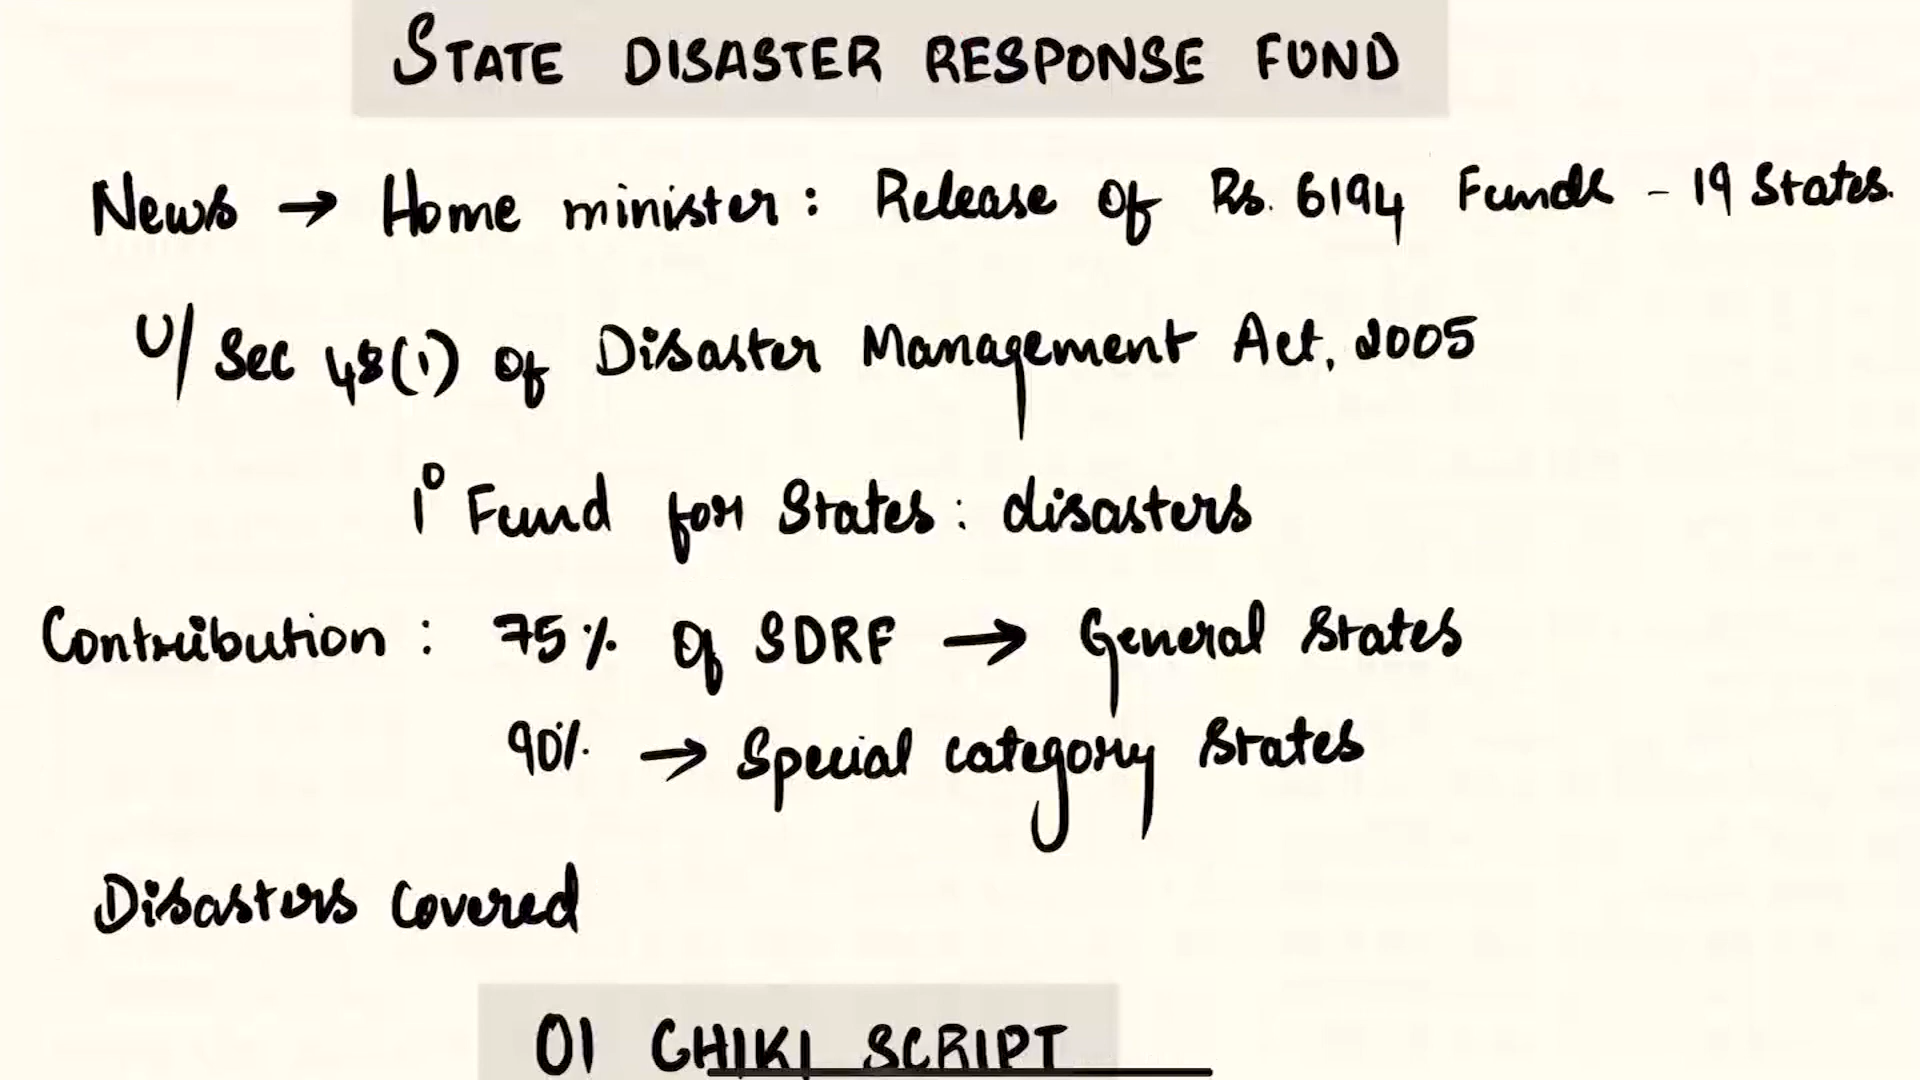 STATE DISASTER RESPONSE FUND
News → Home minister: Release of Rs. 6194 Funds - 19 States.
U/ Sec 48(1) of Disaster Management Act, 2005
1° Fund for States: disasters
Contribution: 75% of SDRF → General States
90% → Special category States
Disasters Covered
Ol CHIKI SCRIPT